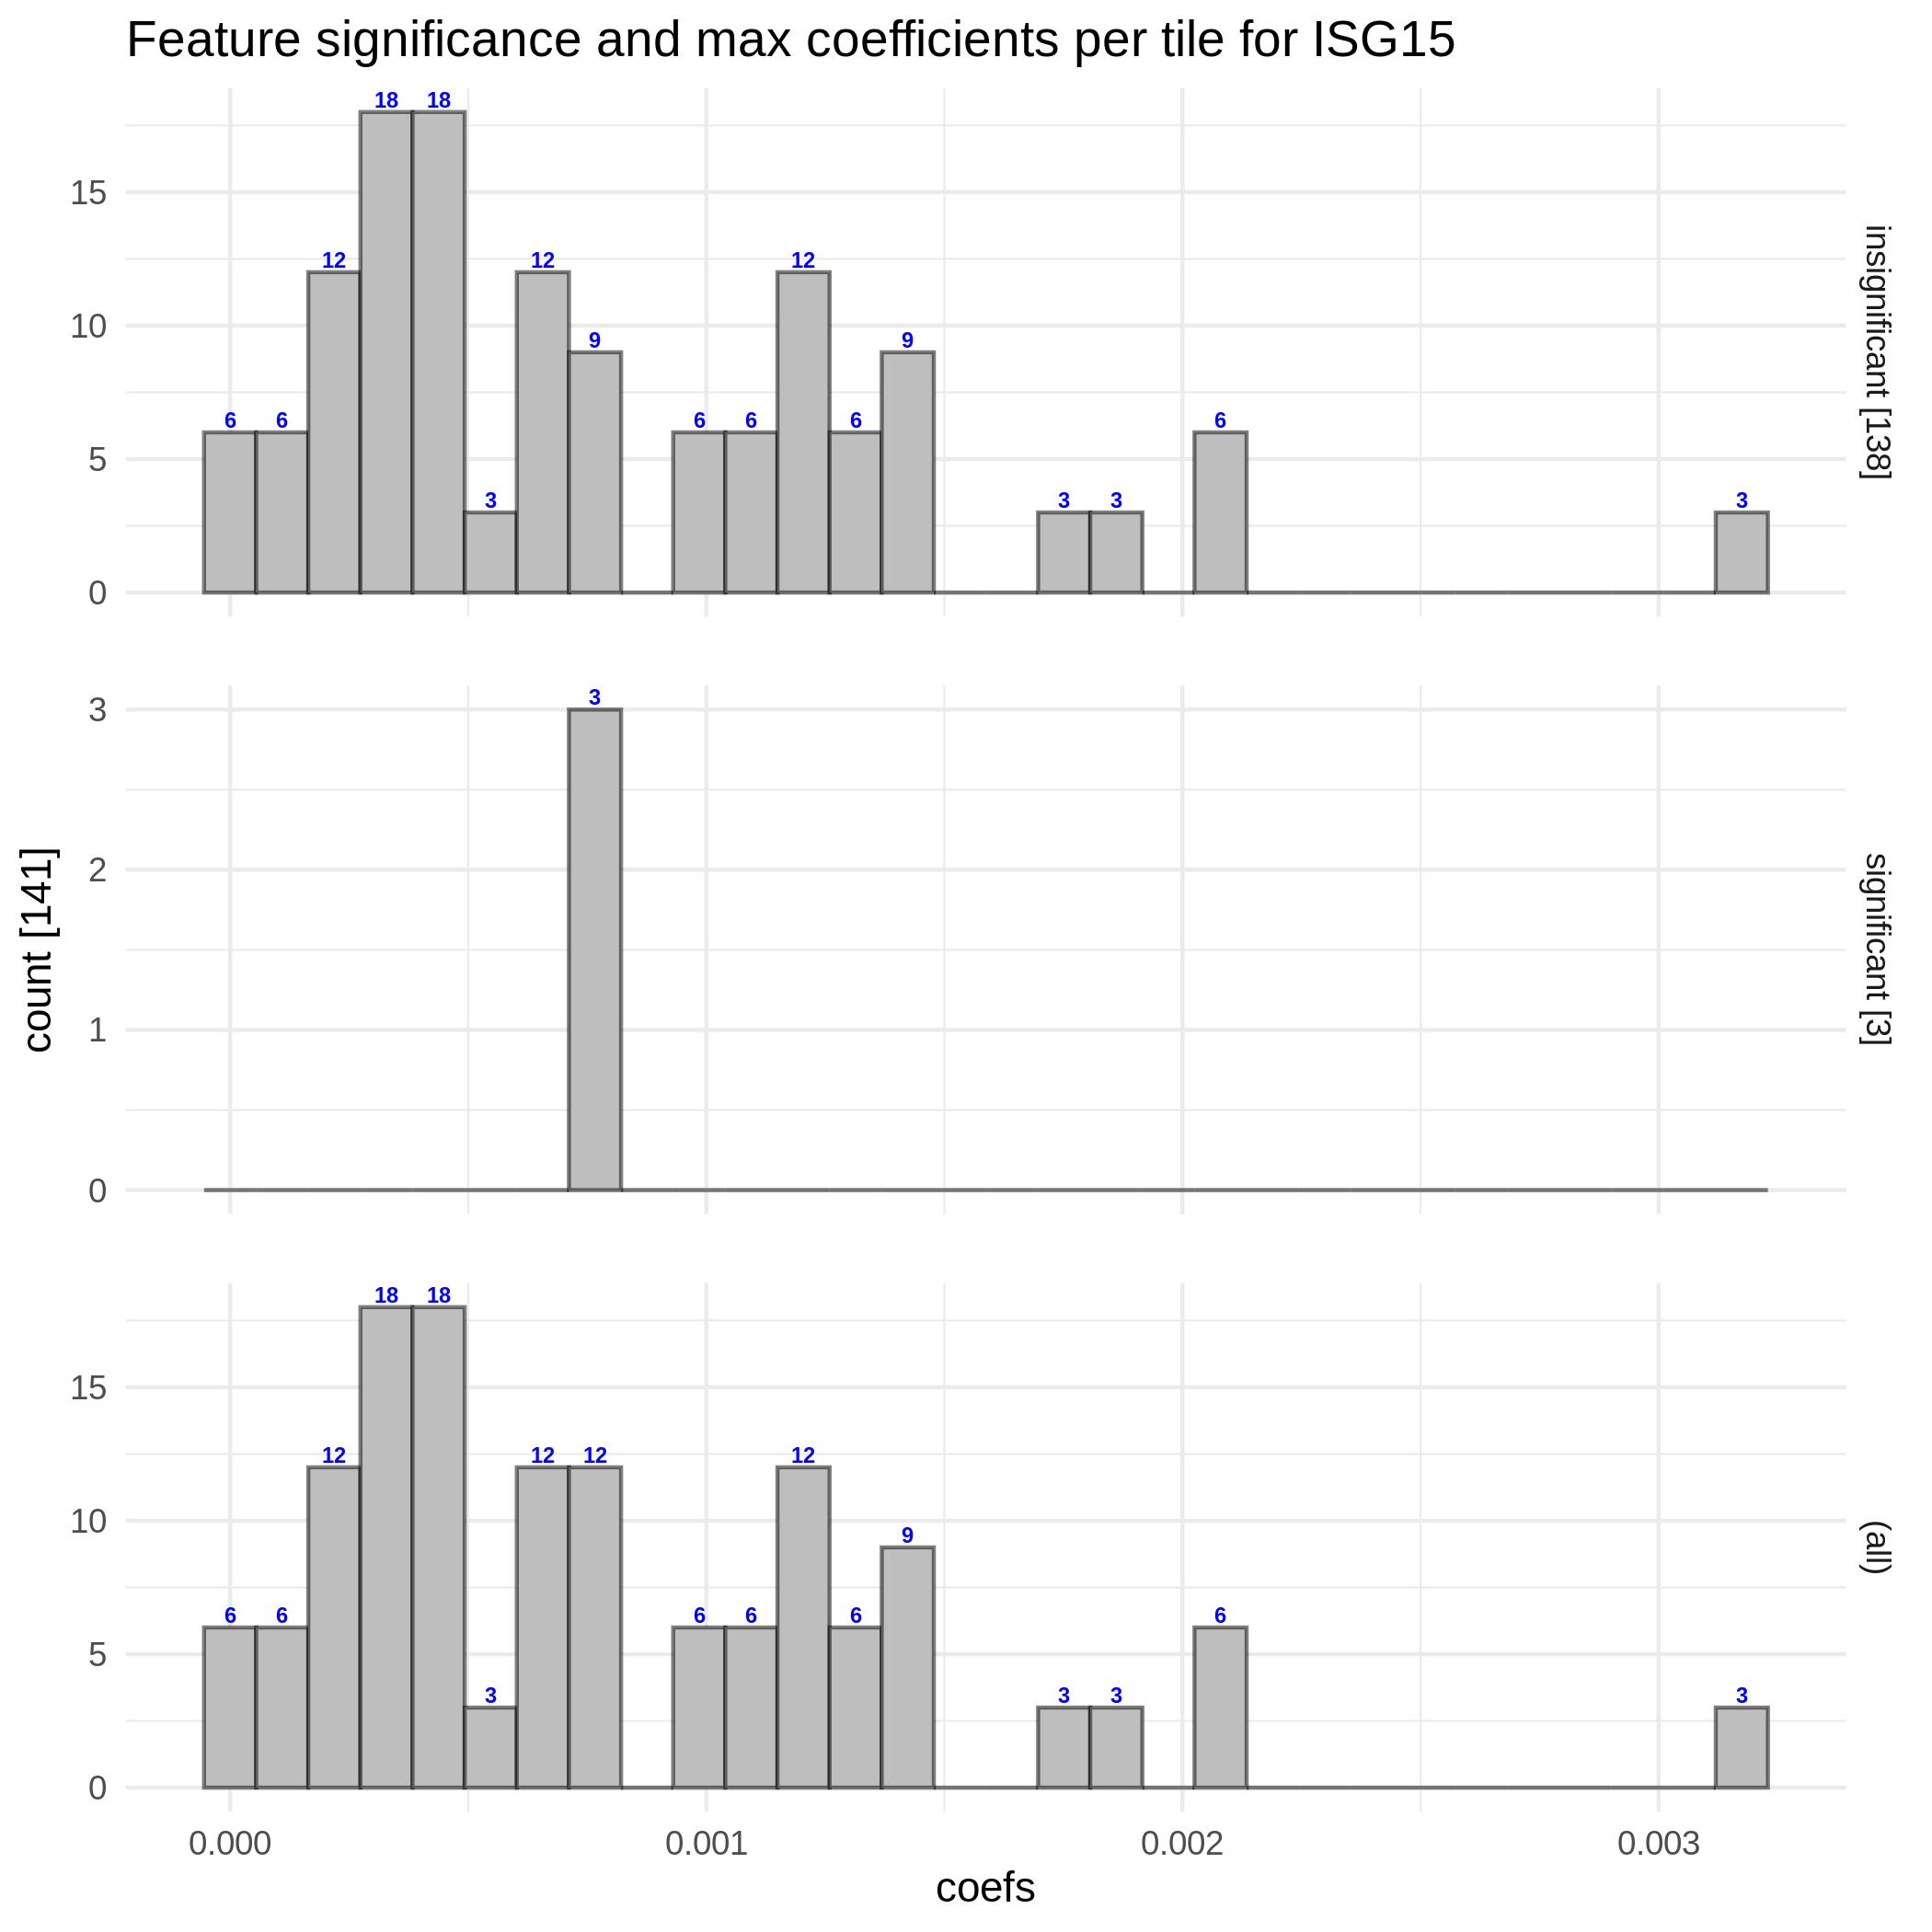 Feature significance and max coefficients per tile for ISG15
18 18
12 12 12
9 9
6 6 6 6 6 6
3 3 3 3
15
10
5
0
insignificant [138]
3
3
2
1
0
significant [3]
count [141]
18 18
12 12 12 12
9
6 6 6 6 6 6
3 3 3 3
15
10
5
0
(all)
0.000 0.001 0.002 0.003
coefs